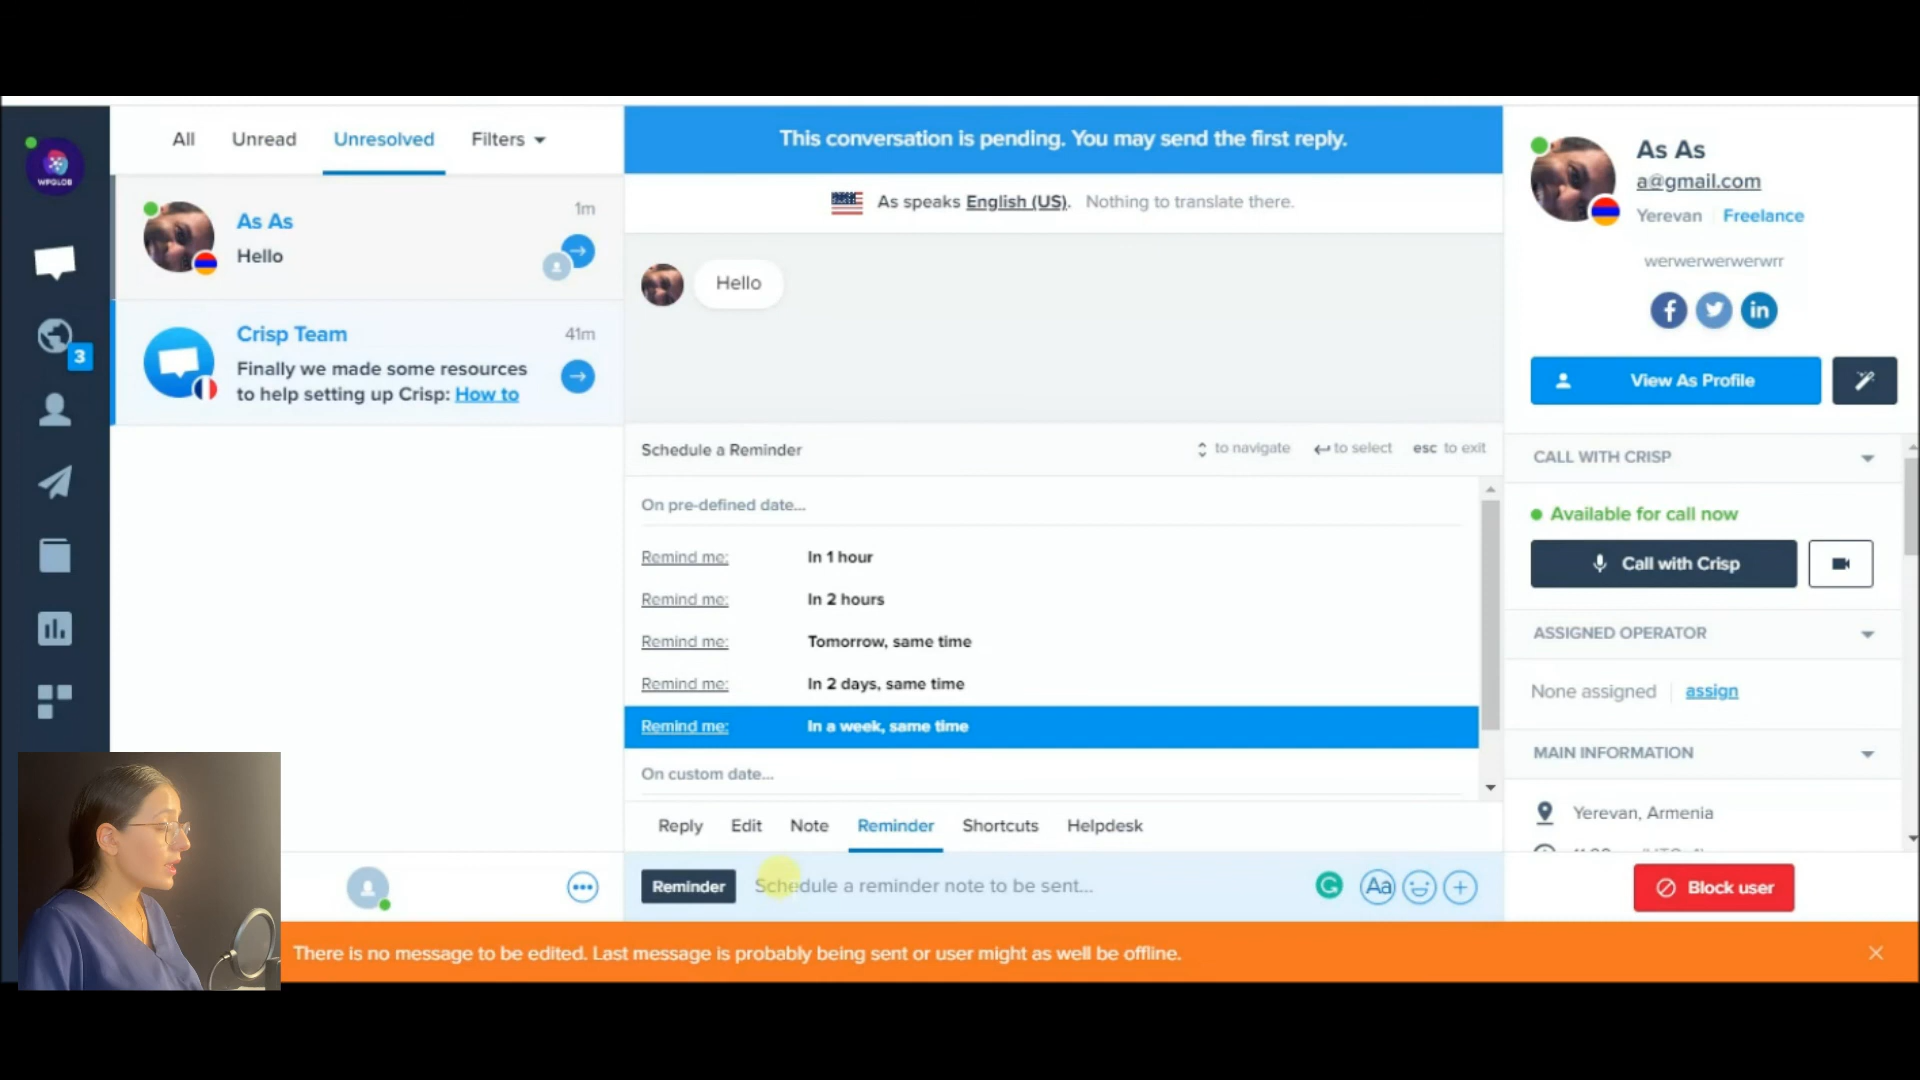 WPGLOB
3
All Unread Unresolved Filters
As As
1m
Hello
Crisp Team
41m
Finally we made some resources
to help setting up Crisp: How to
This conversation is pending. You may send the first reply.
As speaks English (US). Nothing to translate there.
Hello
Schedule a Reminder
to navigate to select esc to exit
On pre-defined date...
Remind me: In 1 hour
Remind me: In 2 hours
Remind me: Tomorrow, same time
Remind me: In 2 days, same time
Remind me: In a week, same time
On custom date...
Reply Edit Note Reminder Shortcuts Helpdesk
Reminder Schedule a reminder note to be sent...
Aa
There is no message to be edited. Last message is probably being sent or user might as well be offline.
As As
a@gmail.com
Yerevan Freelance
werwerwerwerwrr
View As Profile
CALL WITH CRISP
Available for call now
Call with Crisp
ASSIGNED OPERATOR
None assigned assign
MAIN INFORMATION
Yerevan, Armenia
Block user